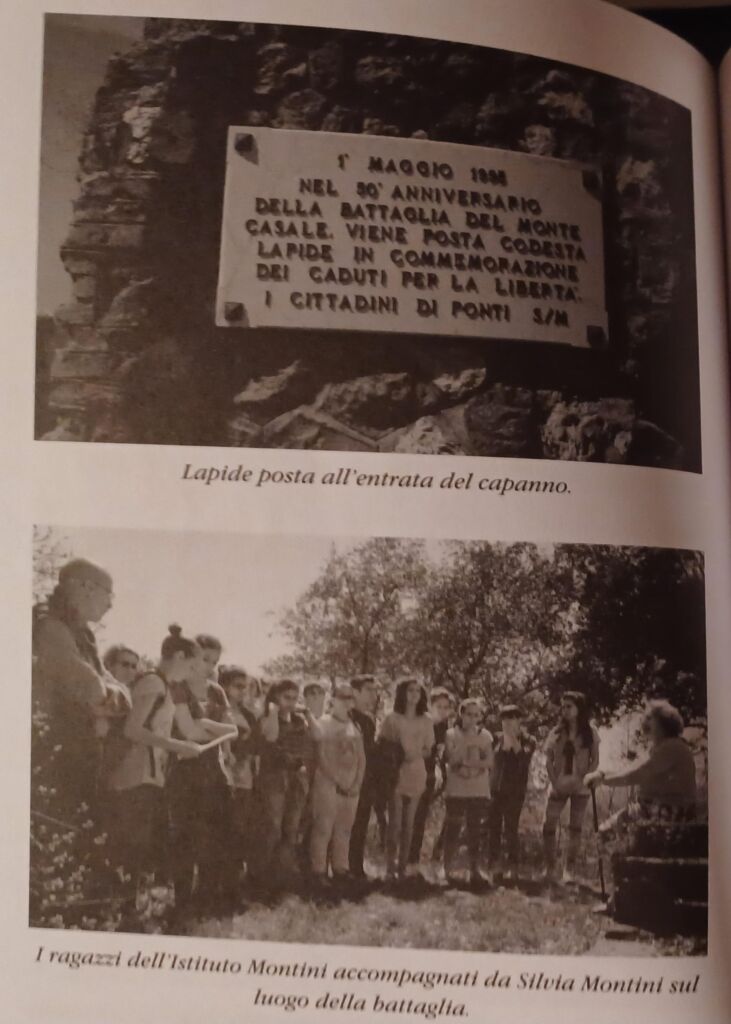 1° MAGGIO 1995
NEL 50° ANNIVERSARIO
DELLA BATTAGLIA DEL MONTE
CASALE. VIENE POSTA CODESTA
LAPIDE IN COMMEMORAZIONE
DEI CADUTI PER LA LIBERTA'.
I CITTADINI DI PONTI S/M
Lapide posta all'entrata del capanno.
I ragazzi dell'Istituto Montini accompagnati da Silvia Montini sul
luogo della battaglia.